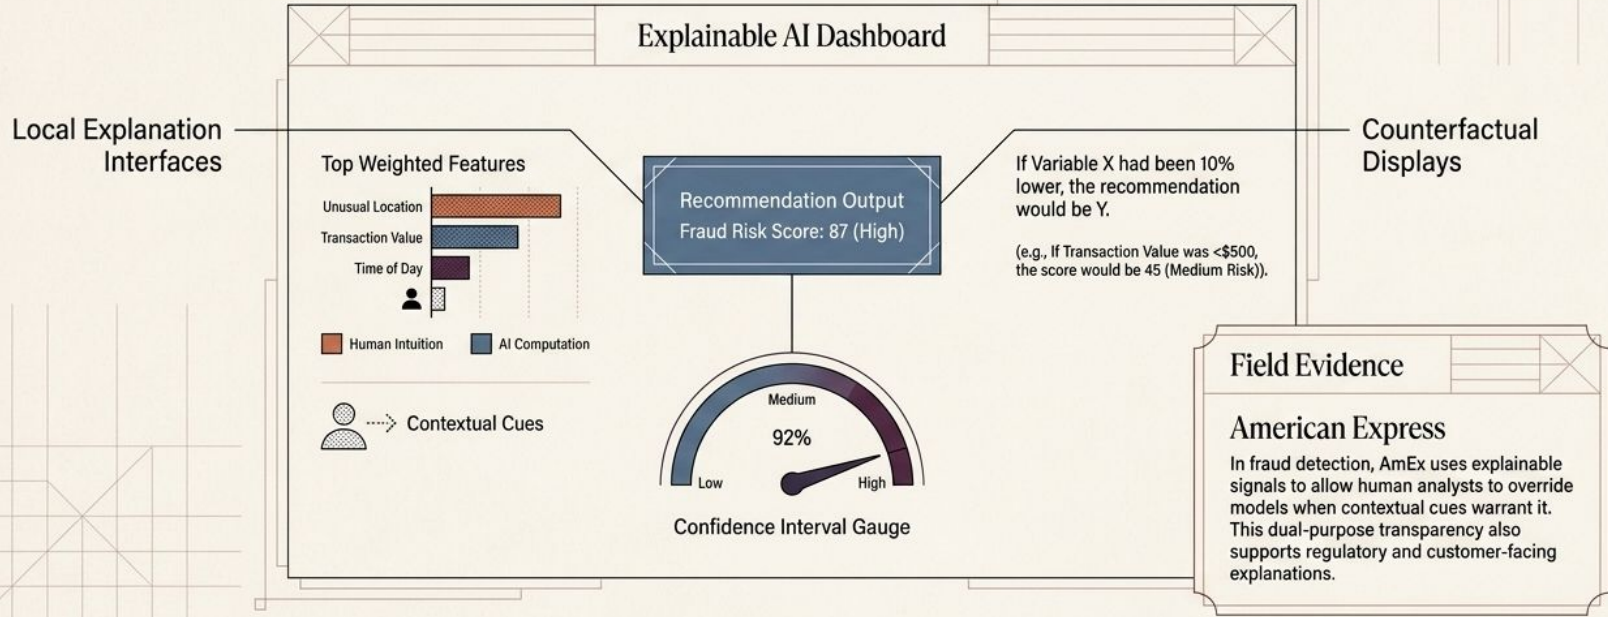 Explainable AI Dashboard
Local Explanation
Interfaces
Top Weighted Features
Unusual Location
Transaction Value
Time of Day
Human Intuition
AI Computation
Contextual Cues
Recommendation Output
Fraud Risk Score: 87 (High)
Low
Medium
High
92%
Confidence Interval Gauge
Counterfactual
Displays
If Variable X had been 10%
lower, the recommendation
would be Y.
(e.g., If Transaction Value was <$500,
the score would be 45 (Medium Risk)).
Field Evidence
American Express
In fraud detection, AmEx uses explainable
signals to allow human analysts to override
models when contextual cues warrant it.
This dual-purpose transparency also
supports regulatory and customer-facing
explanations.